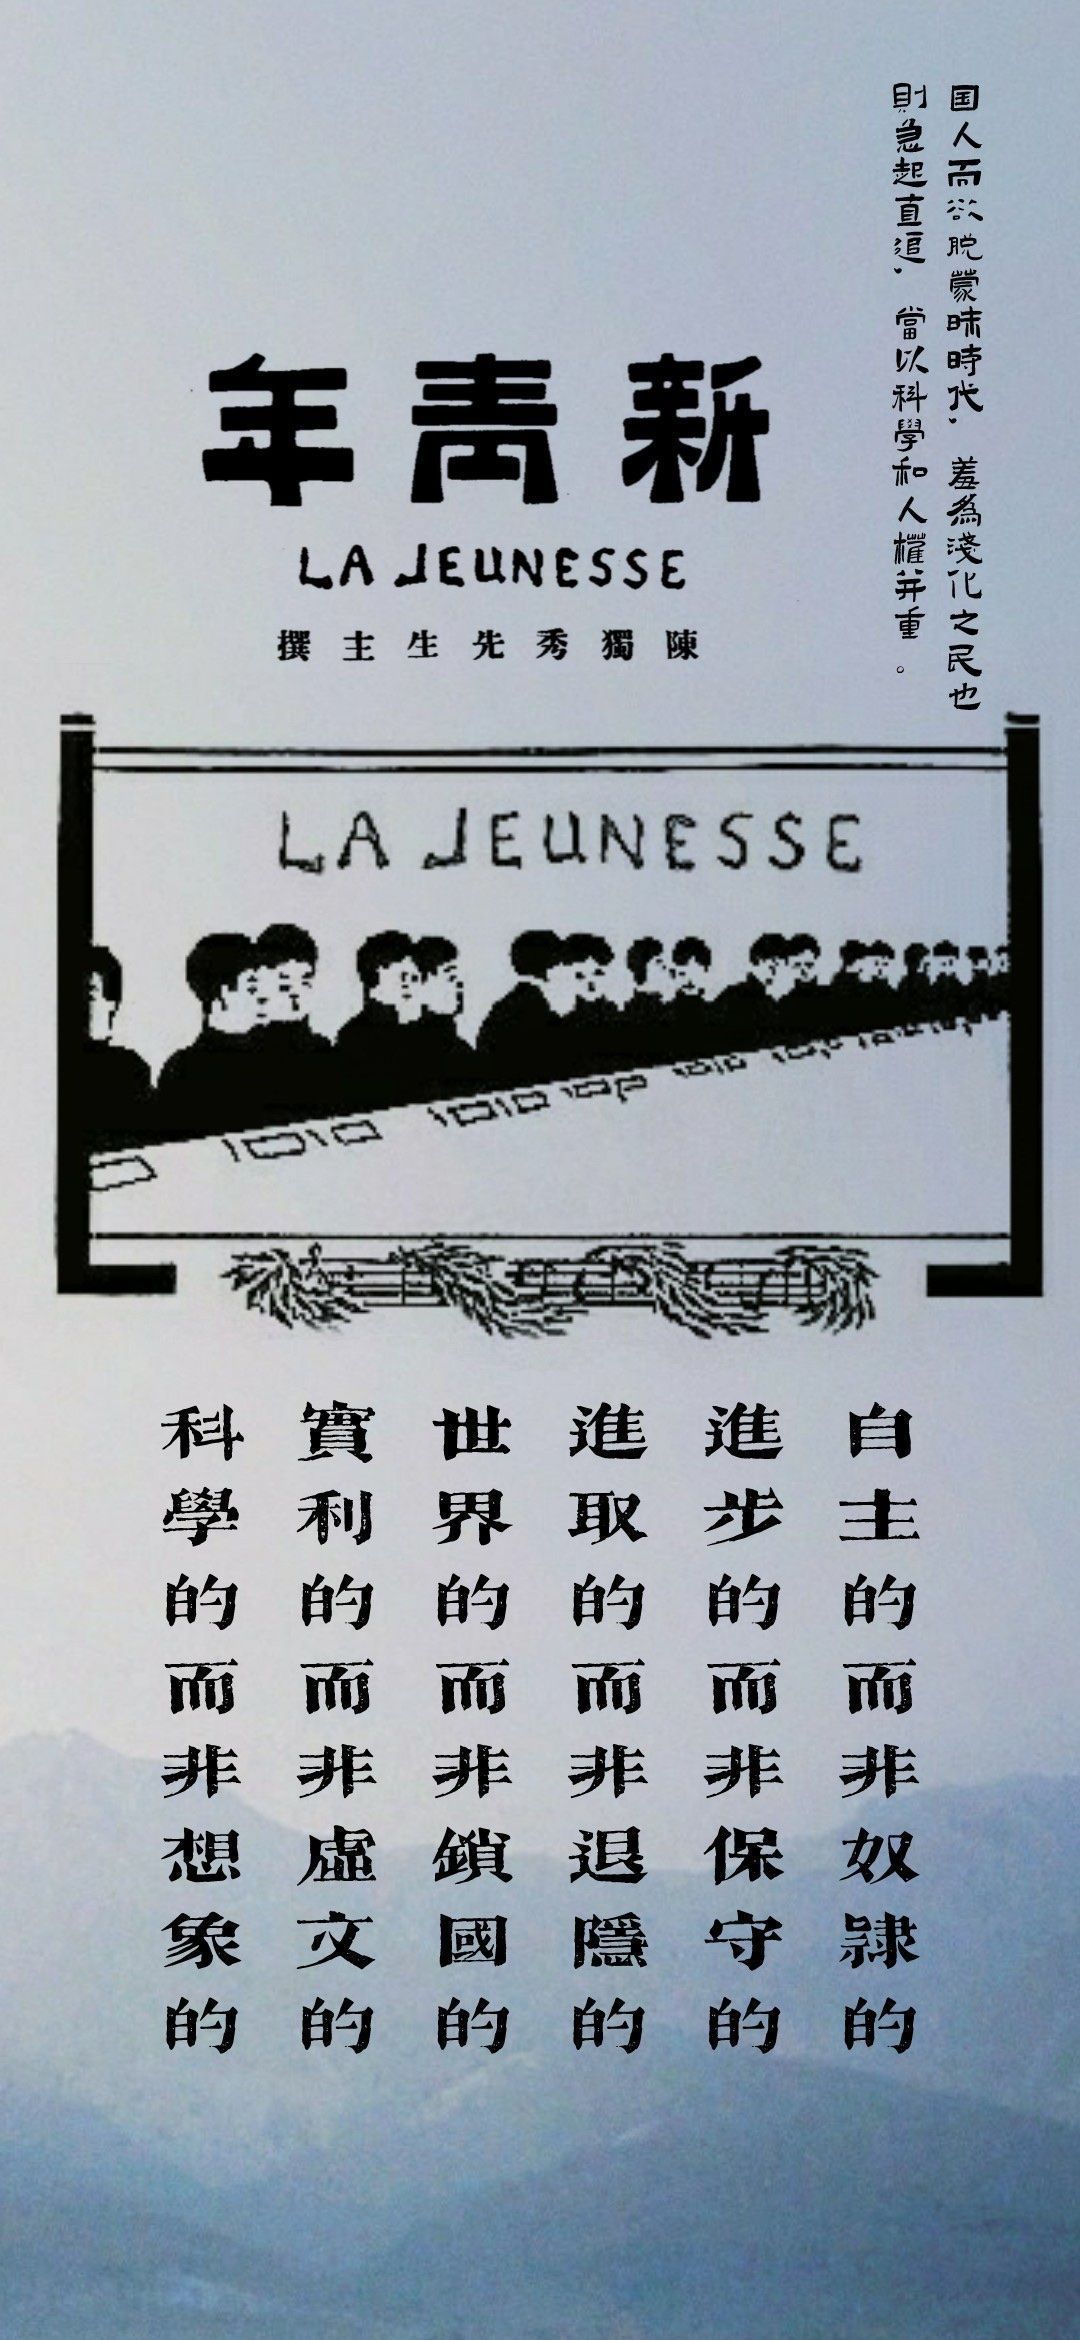 国人而欲脱蒙昧時代，羞為淺化之民也
則急起直追，當以科學和人權并重。
新青年
LA JEUNESSE
陳獨秀先生主撰
LA JEUNESSE
自主的而非奴隸的
進步的而非保守的
進取的而非退隱的
世界的而非鎖國的
實利的而非虛文的
科學的而非想象的